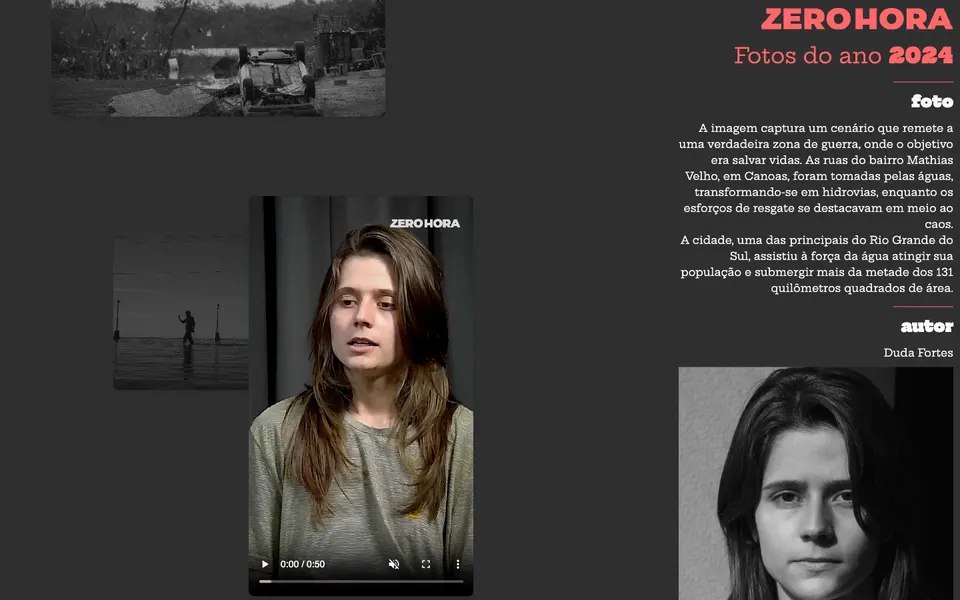 ZERO HORA
Fotos do ano 2024
foto
A imagem captura um cenário que remete a
uma verdadeira zona de guerra, onde o objetivo
era salvar vidas. As ruas do bairro Mathias
Velho, em Canoas, foram tomadas pelas águas,
transformando-se em hidrovias, enquanto os
esforços de resgate se destacavam em meio ao
caos.
A cidade, uma das principais do Rio Grande do
Sul, assistiu à força da água atingir sua
população e submergir mais da metade dos 131
quilômetros quadrados de área.
autor
Duda Fortes
ZERO HORA
0:00 / 0:50